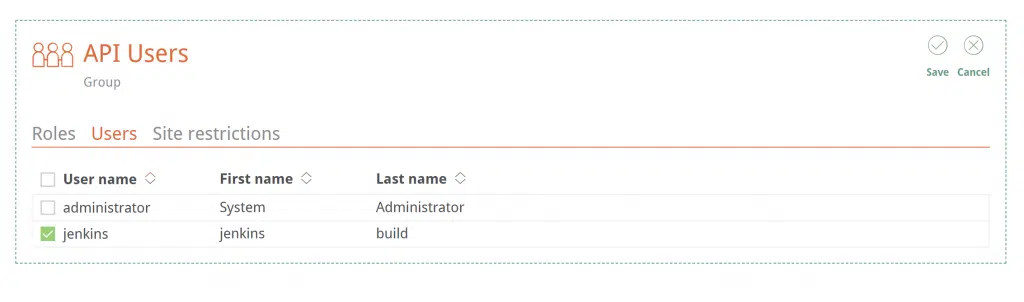 API Users
Group
Save Cancel
Roles Users Site restrictions
User name First name Last name
administrator System Administrator
jenkins jenkins build